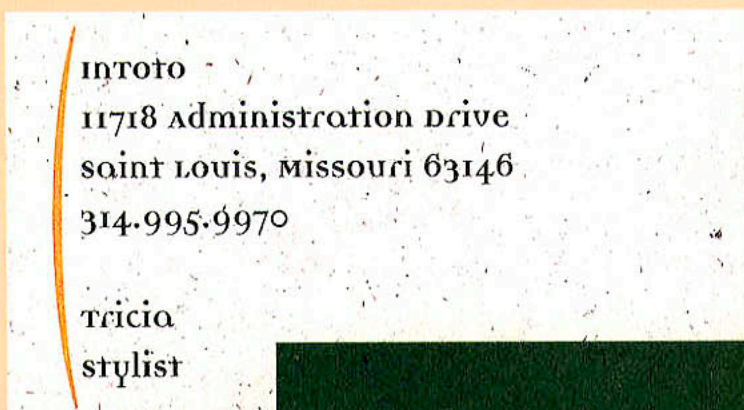 InToto
11718 Administration Drive
Saint Louis, Missouri 63146
314.995.9970
Tricia
Stylist